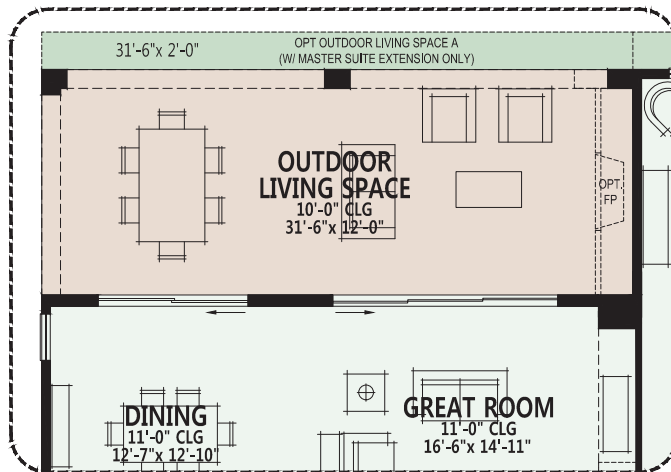 31'-6"x 2'-0"
OPT OUTDOOR LIVING SPACE A
(W/ MASTER SUITE EXTENSION ONLY)
OUTDOOR
LIVING SPACE
10'-0" CLG
31'-6"x 12'-0"
OPT.
FP
DINING
11'-0" CLG
12'-7"x 12'-10"
GREAT ROOM
11'-0" CLG
16'-6"x 14'-11"